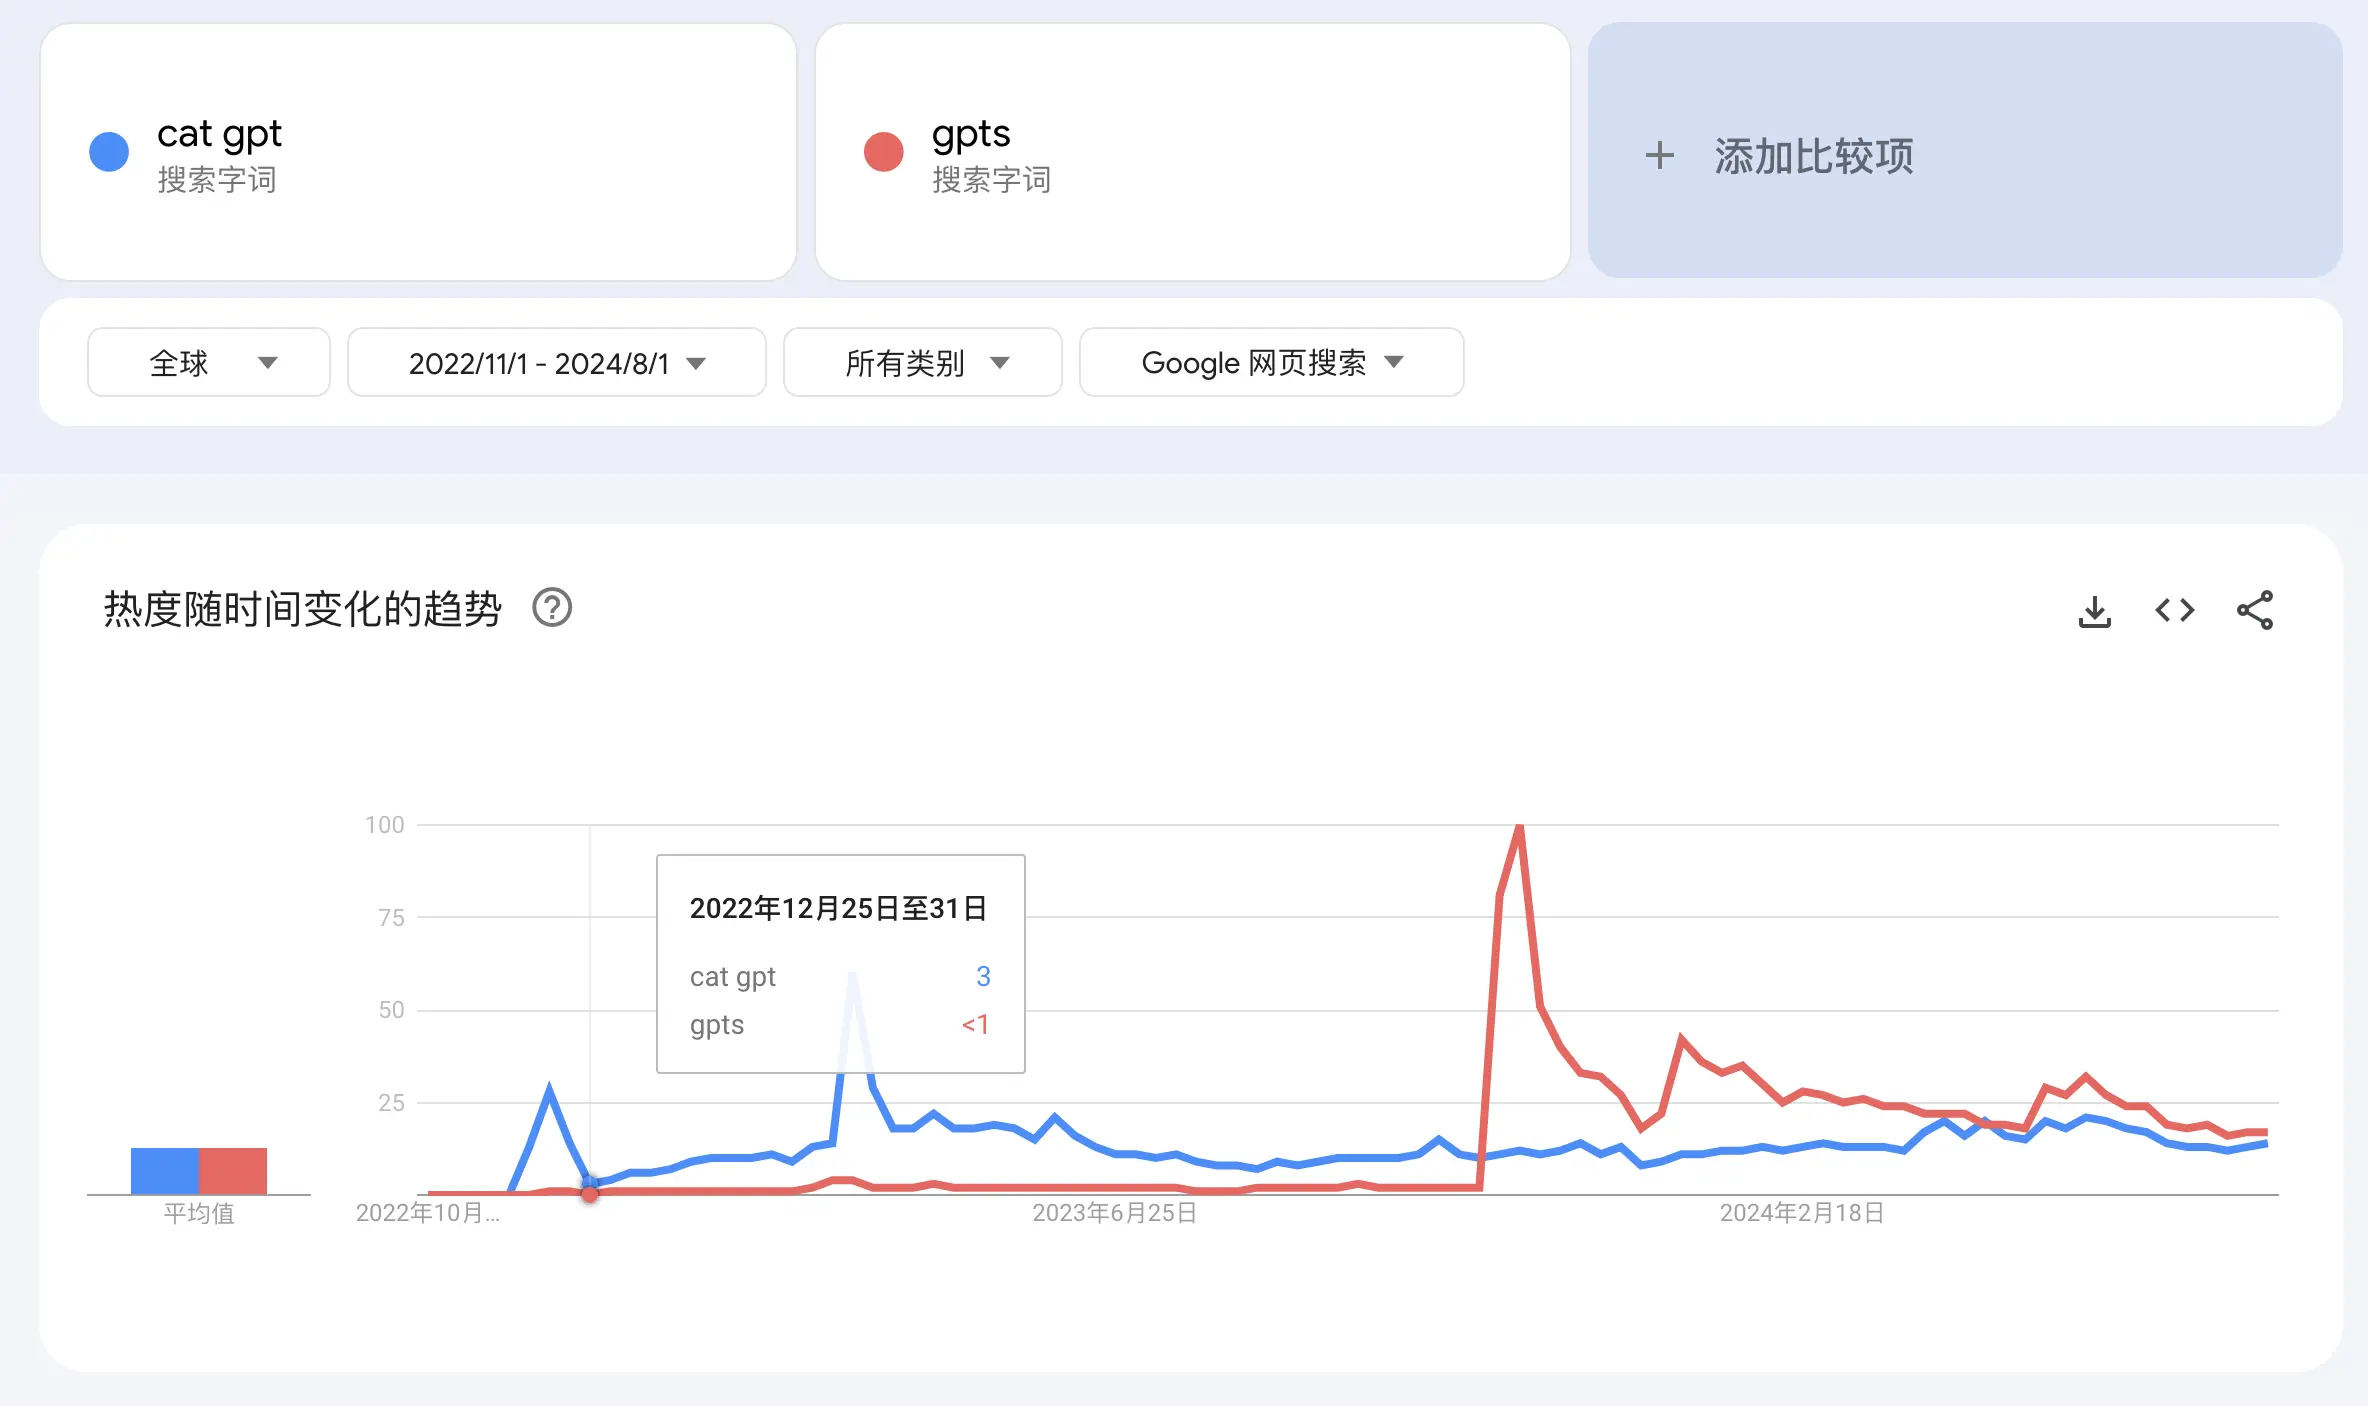 cat gpt
搜索字词
gpts
搜索字词
+ 添加比较项
全球
2022/11/1 - 2024/8/1
所有类别
Google 网页搜索
热度随时间变化的趋势
?
100
75
50
25
2022年12月25日至31日
cat gpt 3
gpts <1
平均值
2022年10月...
2023年6月25日
2024年2月18日